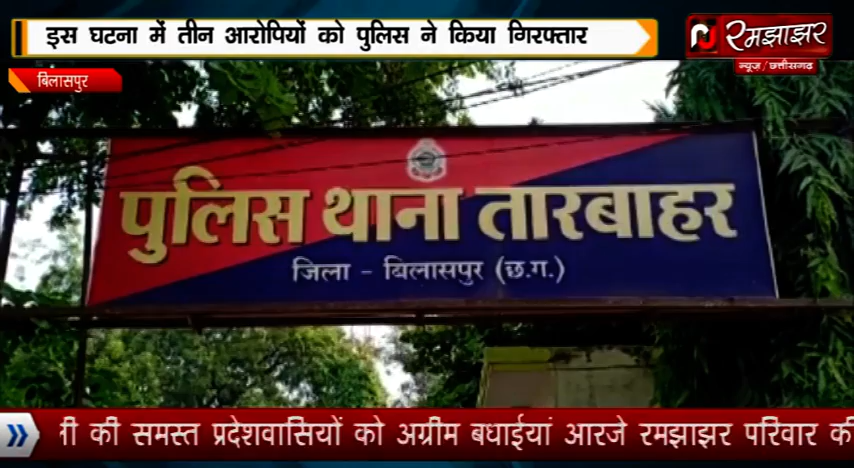 इस घटना में तीन आरोपियों को पुलिस ने किया गिरफ्तार
रमझाझर
न्यूज़/छत्तीसगढ़
बिलासपुर
पुलिस थाना तारबाहर
जिला - बिलासपुर (छ.ग.)
की समस्त प्रदेशवासियों को अग्रीम बधाईयां आरजे रमझाझर परिवार की